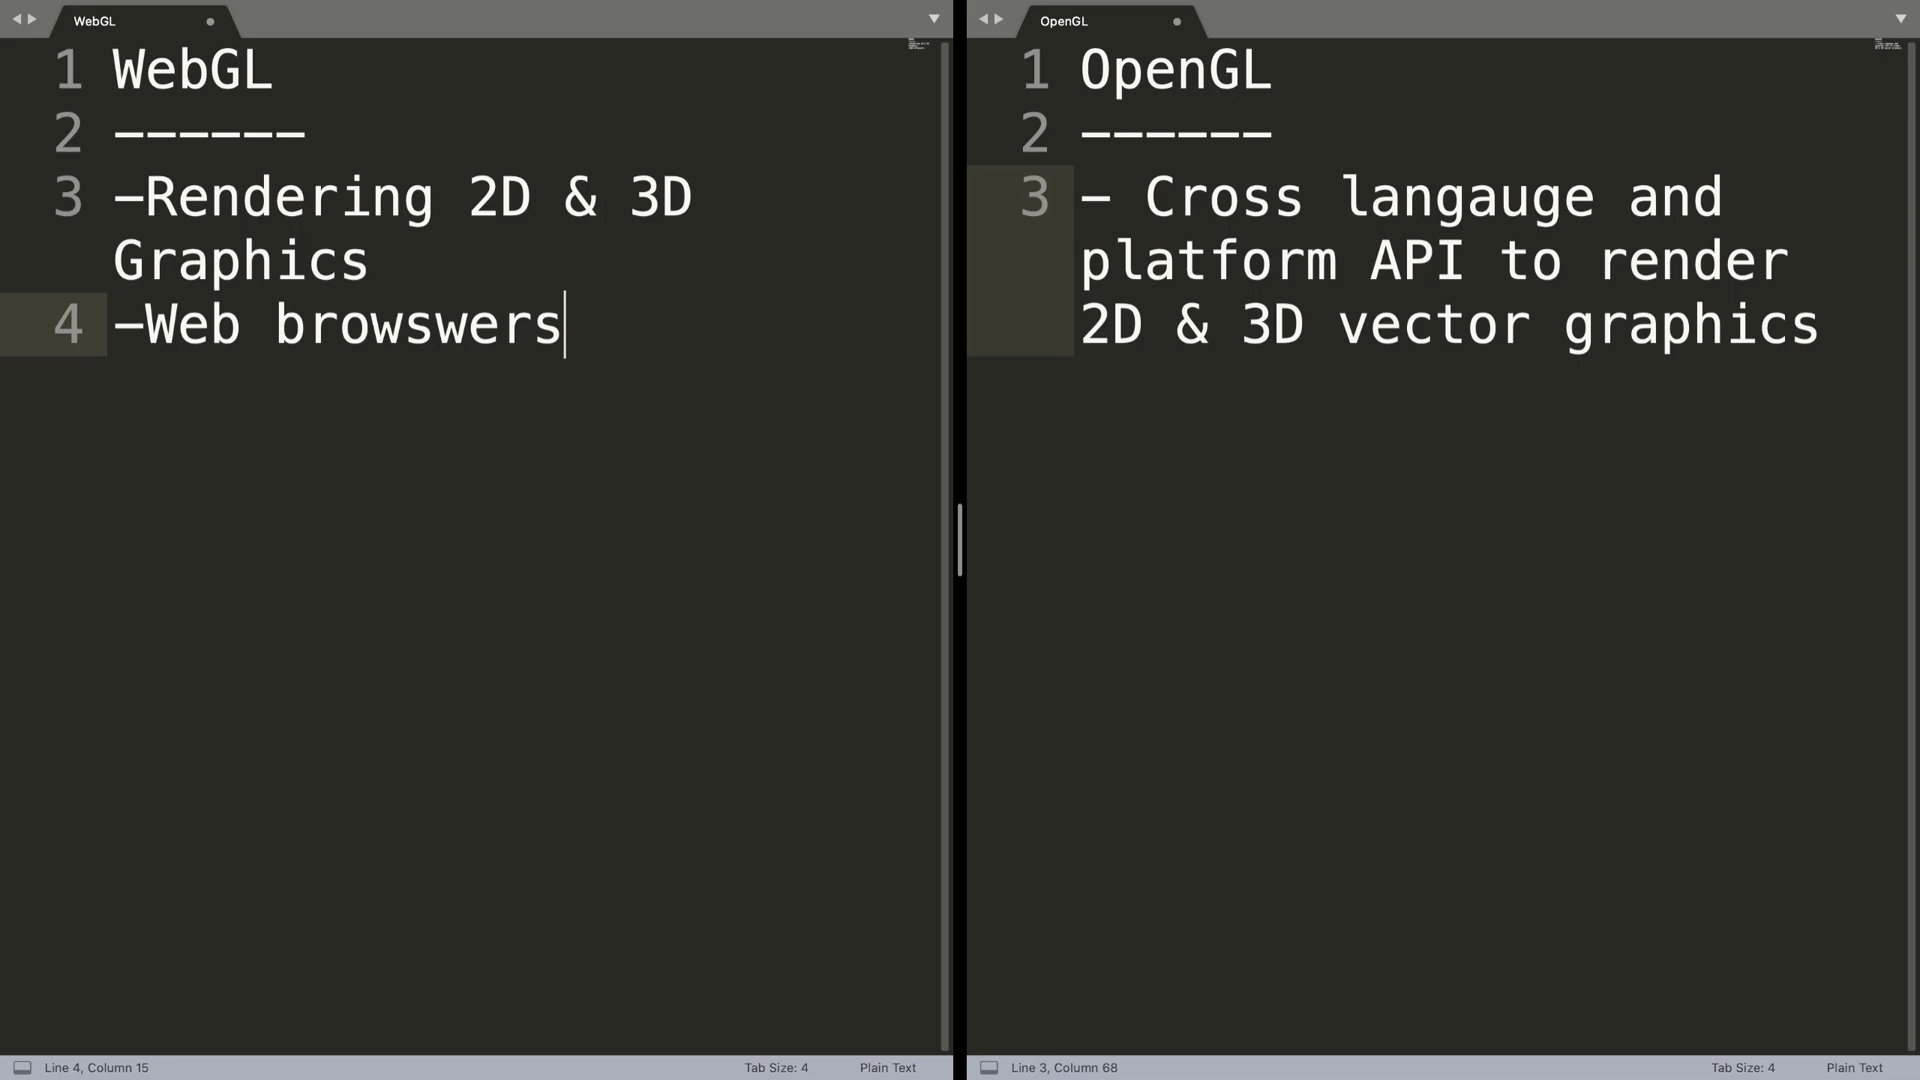 WebGL
1 WebGL
2 ------
3 -Rendering 2D & 3D
Graphics
4 -Web browswers
Line 4, Column 15
Tab Size: 4
Plain Text
OpenGL
1 OpenGL
2 ------
3 - Cross langauge and
platform API to render
2D & 3D vector graphics
Line 3, Column 68
Tab Size: 4
Plain Text